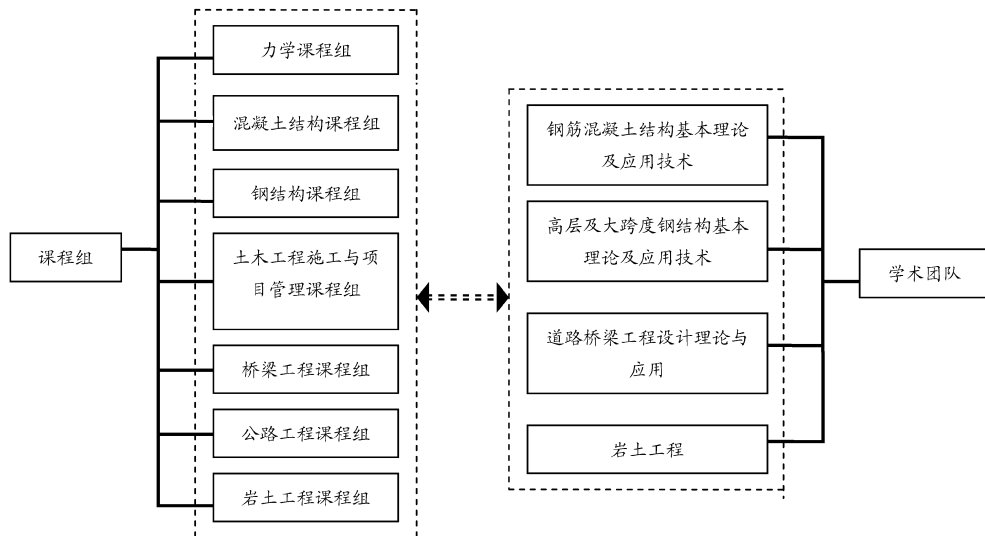 课程组
力学课程组
混凝土结构课程组
钢结构课程组
土木工程施工与项
目管理课程组
桥梁工程课程组
公路工程课程组
岩土工程课程组
钢筋混凝土结构基本理论
及应用技术
高层及大跨度钢结构基本
理论及应用技术
道路桥梁工程设计理论与
应用
岩土工程
学术团队